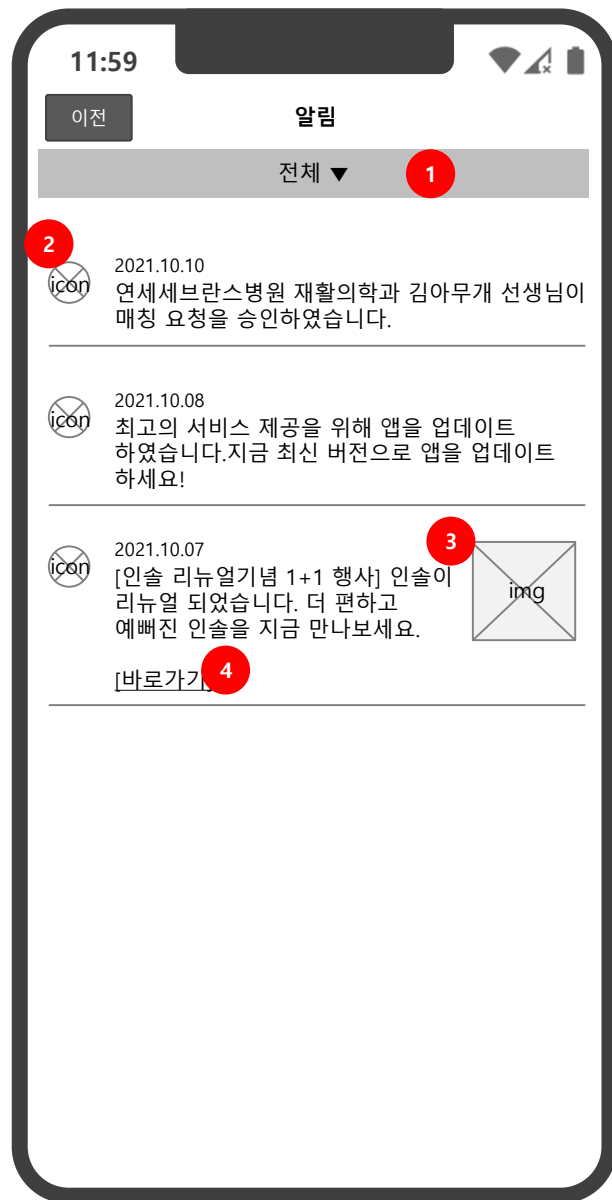 11:59
이전
알림
전체 ▼
1
2
icon
2021.10.10
연세세브란스병원 재활의학과 김아무개 선생님이
매칭 요청을 승인하였습니다.
icon
2021.10.08
최고의 서비스 제공을 위해 앱을 업데이트
하였습니다.지금 최신 버전으로 앱을 업데이트
하세요!
3
icon
2021.10.07
[인솔 리뉴얼기념 1+1 행사] 인솔이
리뉴얼 되었습니다. 더 편하고
예뻐진 인솔을 지금 만나보세요.
img
[바로가기]
4